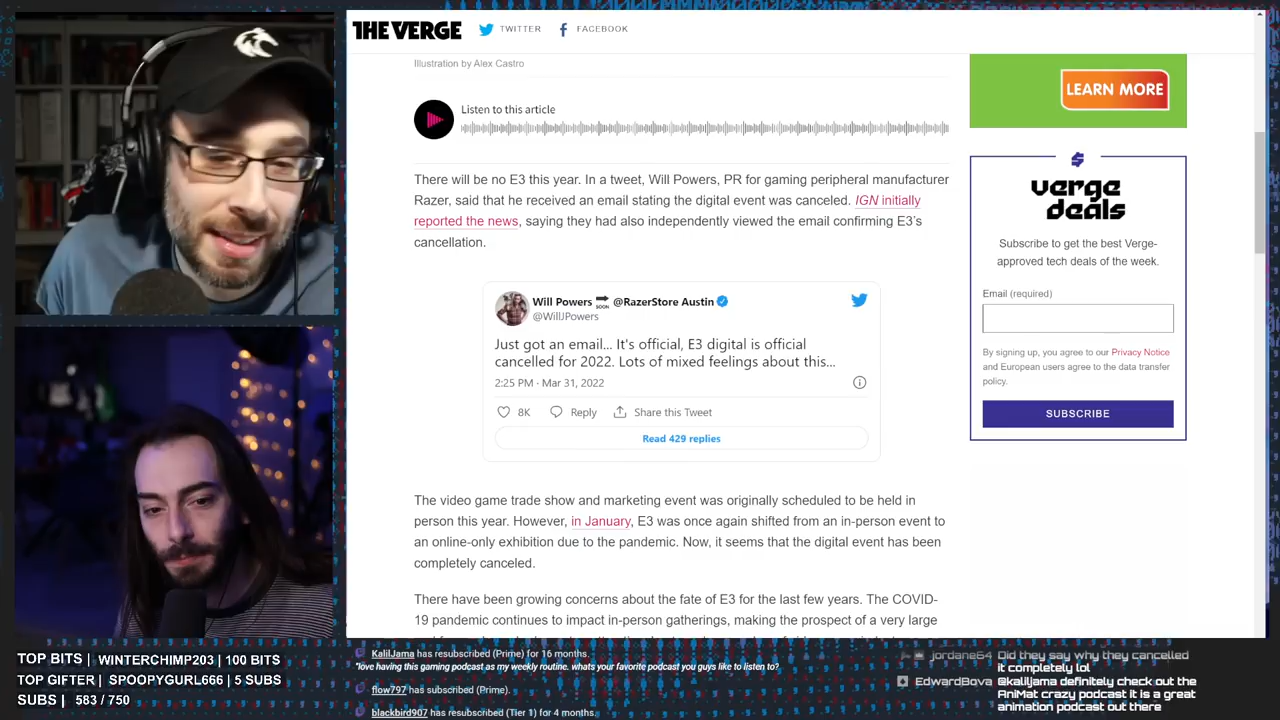 THE VERGE
TWITTER
FACEBOOK
Illustration by Alex Castro
Listen to this article
LEARN MORE
There will be no E3 this year. In a tweet, Will Powers, PR for gaming peripheral manufacturer
Razer, said that he received an email stating the digital event was canceled. IGN initially
reported the news, saying they had also independently viewed the email confirming E3's
cancellation.
verge
deals
Subscribe to get the best Verge-
approved tech deals of the week.
Email (required)
By signing up, you agree to our Privacy Notice
and European users agree to the data transfer
policy.
SUBSCRIBE
Will Powers SOON @RazerStore Austin
@WillJPowers
Just got an email... It's official, E3 digital is official
cancelled for 2022. Lots of mixed feelings about this...
2:25 PM · Mar 31, 2022
8K
Reply
Share this Tweet
Read 429 replies
The video game trade show and marketing event was originally scheduled to be held in
person this year. However, in January, E3 was once again shifted from an in-person event to
an online-only exhibition due to the pandemic. Now, it seems that the digital event has been
completely canceled.
There have been growing concerns about the fate of E3 for the last few years. The COVID-
19 pandemic continues to impact in-person gatherings, making the prospect of a very large
TOP BITS | WINTERCHIMP203 | 100 BITS
TOP GIFTER | SPOOPYGURL666 | 5 SUBS
SUBS | 583 / 750
KalilJama has resubscribed (Prime) for 16 months.
"love having this gaming podcast as my weekly routine. whats your favorite podcast you guys like to listen to?
flow797 has subscribed (Prime).
blackbird907 has resubscribed (Tier 1) for 4 months.
jordane64 Did they say why they cancelled
it completely lol
EdwardBova @kaliljama definitely check out the
AniMat crazy podcast it is a great
animation podcast out there